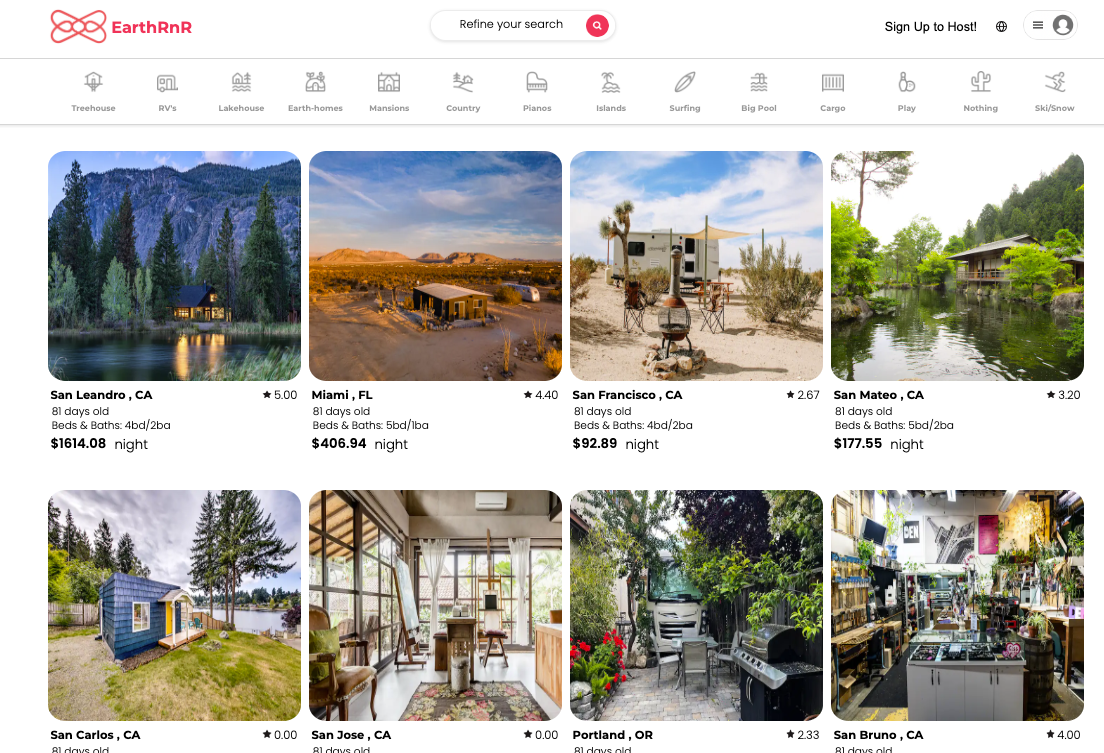 EarthRnR
Refine your search
Sign Up to Host!
Treehouse
RV's
Lakehouse
Earth-homes
Mansions
Country
Pianos
Islands
Surfing
Big Pool
Cargo
Play
Nothing
Ski/Snow
San Leandro , CA
5.00
81 days old
Beds & Baths: 4bd/2ba
$1614.08 night
Miami , FL
4.40
81 days old
Beds & Baths: 5bd/1ba
$406.94 night
San Francisco , CA
2.67
81 days old
Beds & Baths: 4bd/2ba
$92.89 night
San Mateo , CA
3.20
81 days old
Beds & Baths: 5bd/2ba
$177.55 night
San Carlos , CA
0.00
81 days old
San Jose , CA
0.00
81 days old
Portland , OR
2.33
81 days old
San Bruno , CA
4.00
81 days old